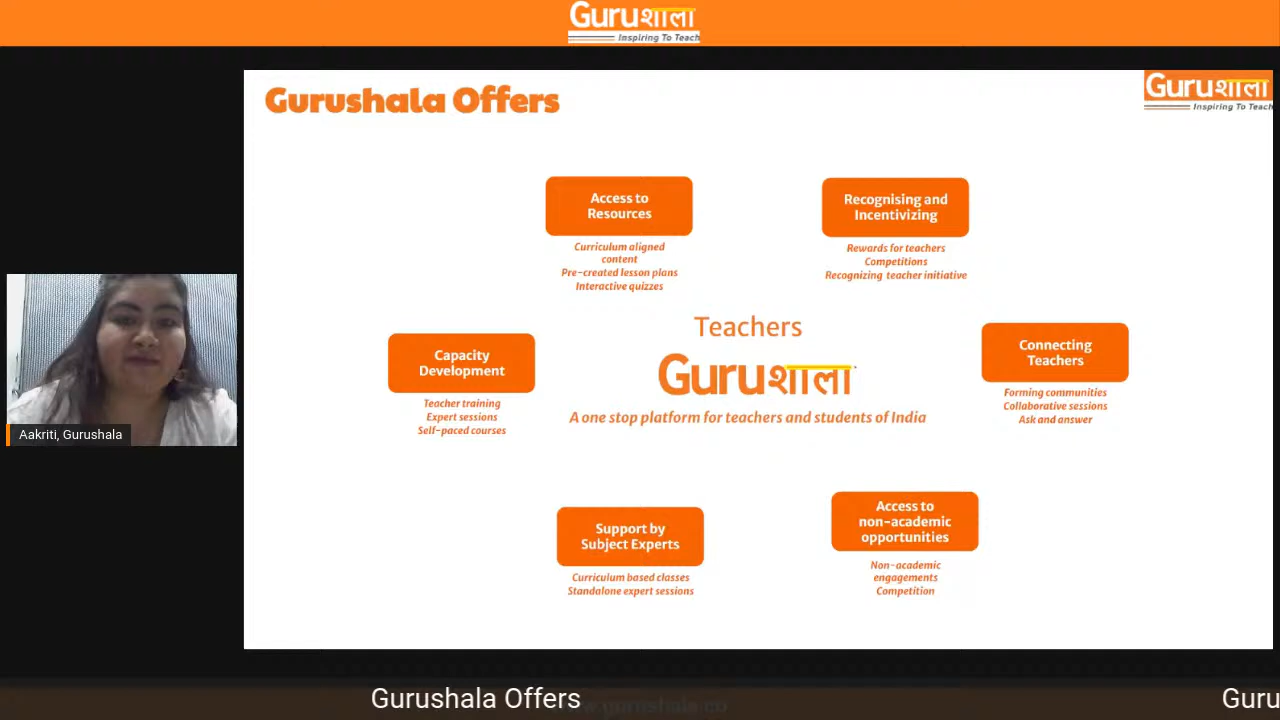 Guruशाला
Inspiring To Teach
Gurushala Offers
Guruशाला
Inspiring To Teach
Access to
Resources
Curriculum aligned
content
Pre-created lesson plans
Interactive quizzes
Recognising and
Incentivizing
Rewards for teachers
Competitions
Recognizing teacher initiative
Teachers
Guruशाला
A one stop platform for teachers and students of India
Capacity
Development
Teacher training
Expert sessions
Self-paced courses
Connecting
Teachers
Forming communities
Collaborative sessions
Ask and answer
Support by
Subject Experts
Curriculum based classes
Standalone expert sessions
Access to
non-academic
opportunities
Non-academic
engagements
Competition
Aakriti, Gurushala
Gurushala Offers
Guru